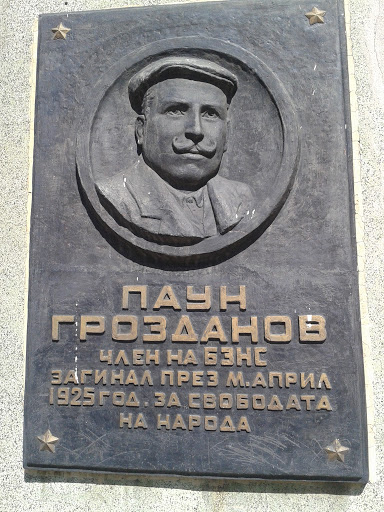 ПАУН
ГРОЗДАНОВ
ЧЛЕН НА БЗНС
ЗАГИНАЛ ПРЕЗ М. АПРИЛ
1925 ГОД. ЗА СВОБОДАТА
НА НАРОДА